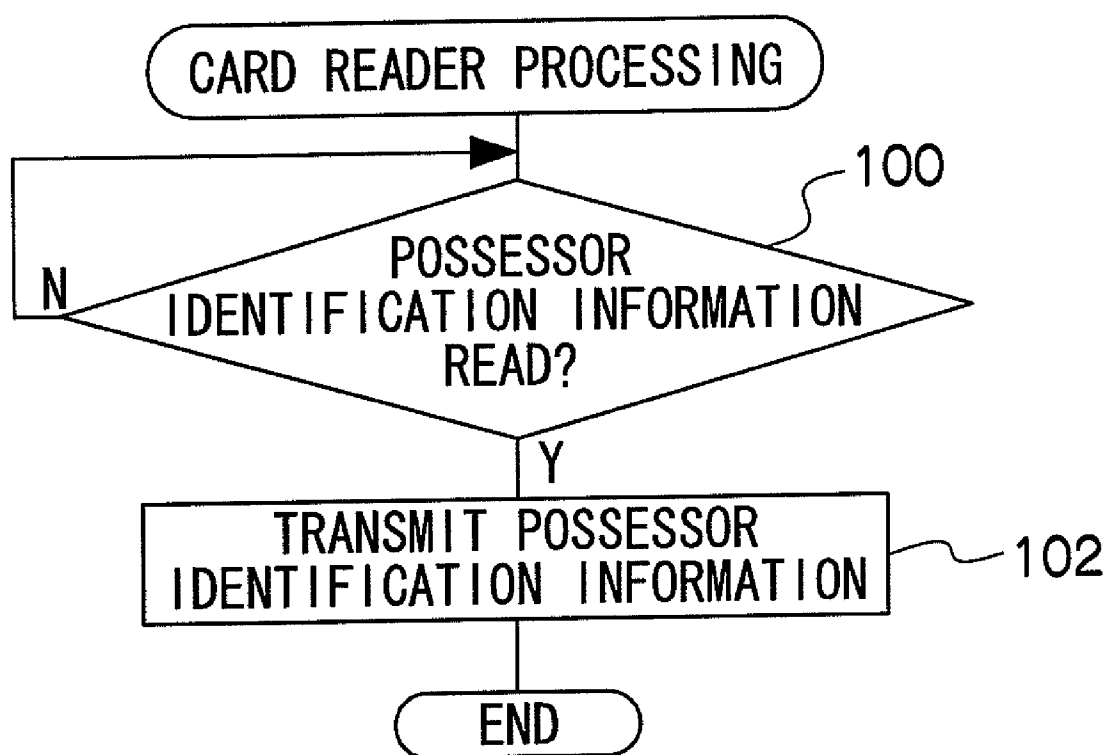 CARD READER PROCESSING
100
POSSESSOR
IDENTIFICATION INFORMATION
READ?
N
Y
TRANSMIT POSSESSOR
IDENTIFICATION INFORMATION
102
END